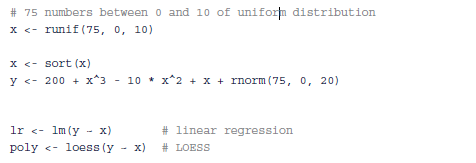 # 75 numbers between 0 and 10 of uniform distribution
x <- runif(75, 0, 10)
x <- sort(x)
y <- 200 + x^3 - 10 * x^2 + x + rnorm(75, 0, 20)
lr <- lm(y ~ x)        # linear regression
poly <- loess(y ~ x)  # LOESS